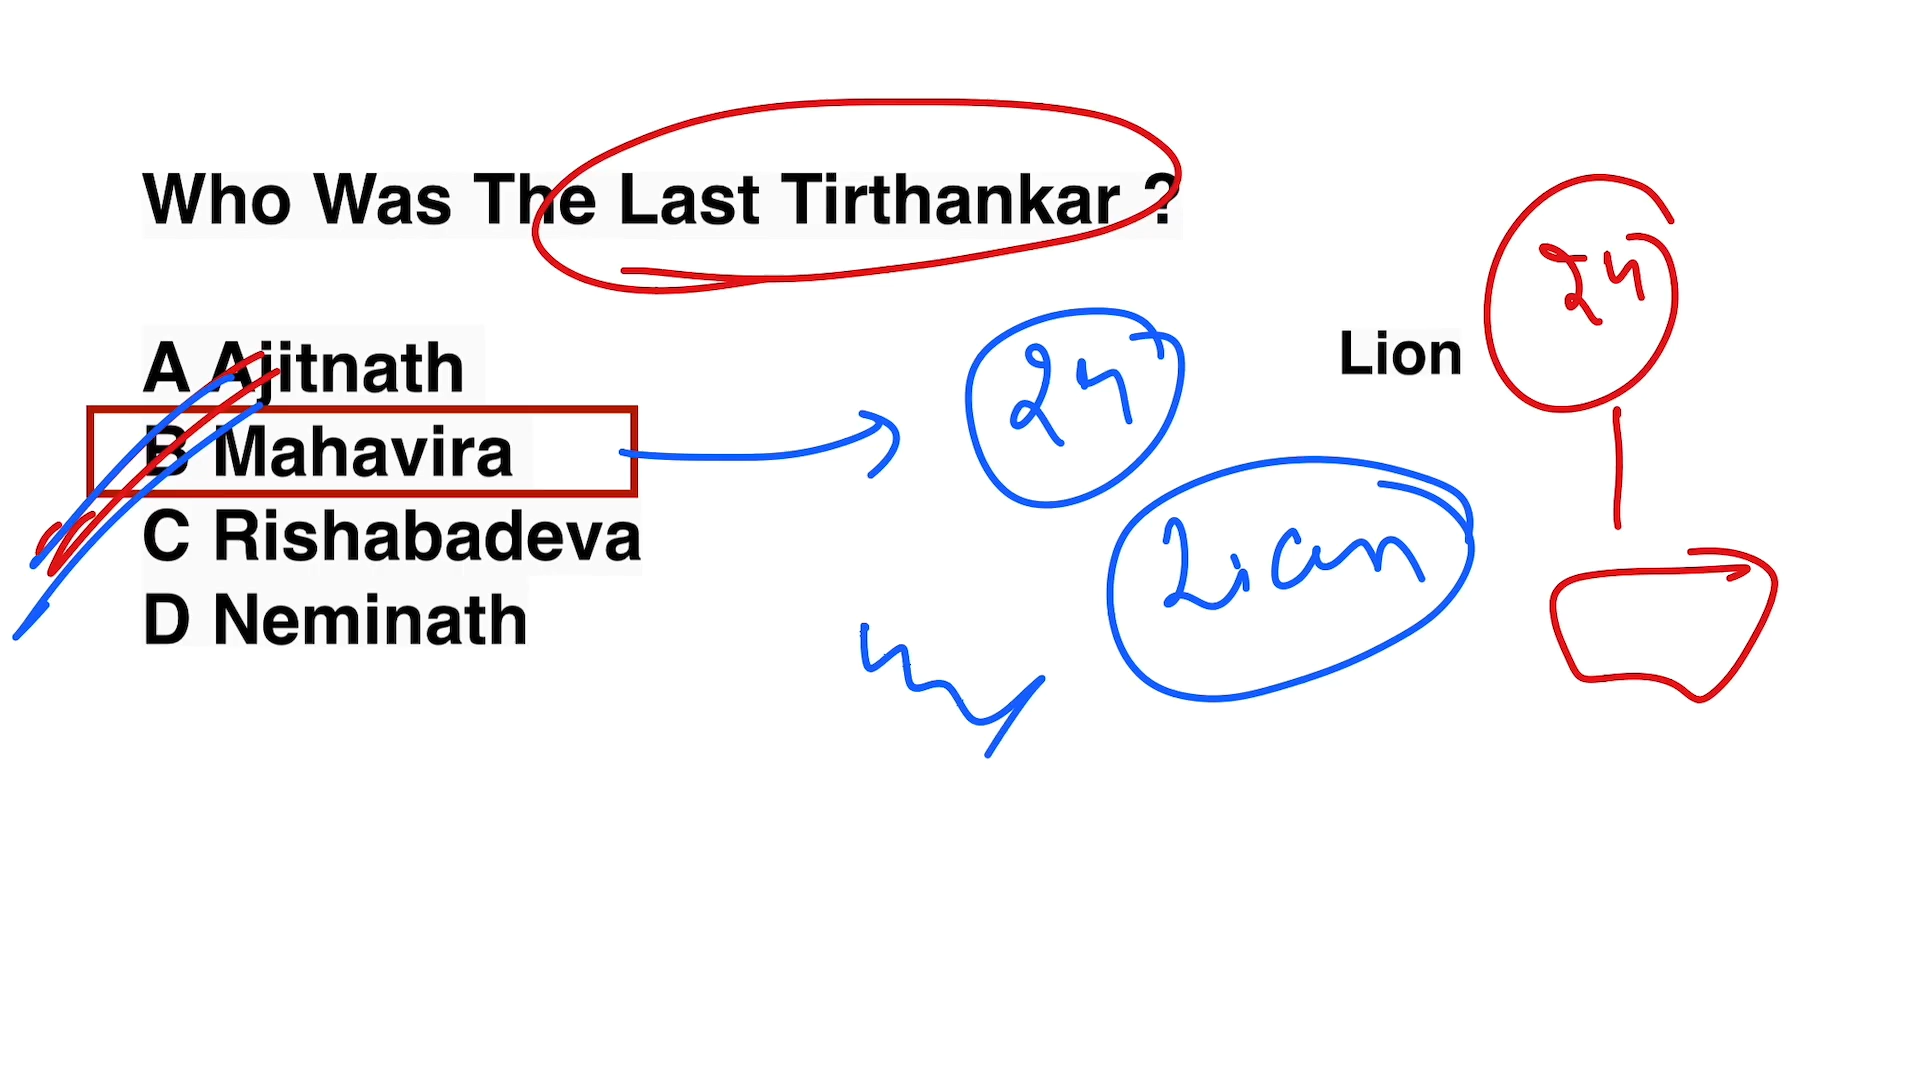 Who Was The Last Tirthankar ?
A Ajitnath
B Mahavira
C Rishabadeva
D Neminath
24
Lion
Lion
24